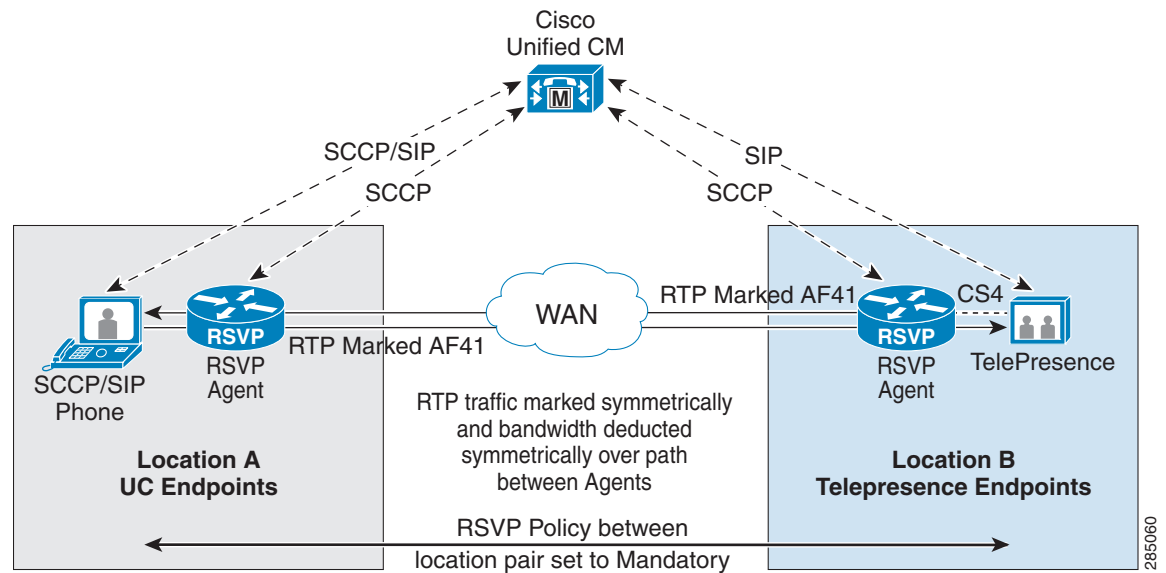 Cisco
Unified CM
M
SCCP/SIP
SCCP
SIP
SCCP
WAN
RTP Marked AF41
CS4
RSVP
RTP Marked AF41
RSVP
SCCP/SIP
Phone
RSVP
Agent
RSVP
Agent
TelePresence
RTP traffic marked symmetrically
and bandwidth deducted
symmetrically over path
between Agents
Location A
UC Endpoints
Location B
Telepresence Endpoints
RSVP Policy between
location pair set to Mandatory
285060